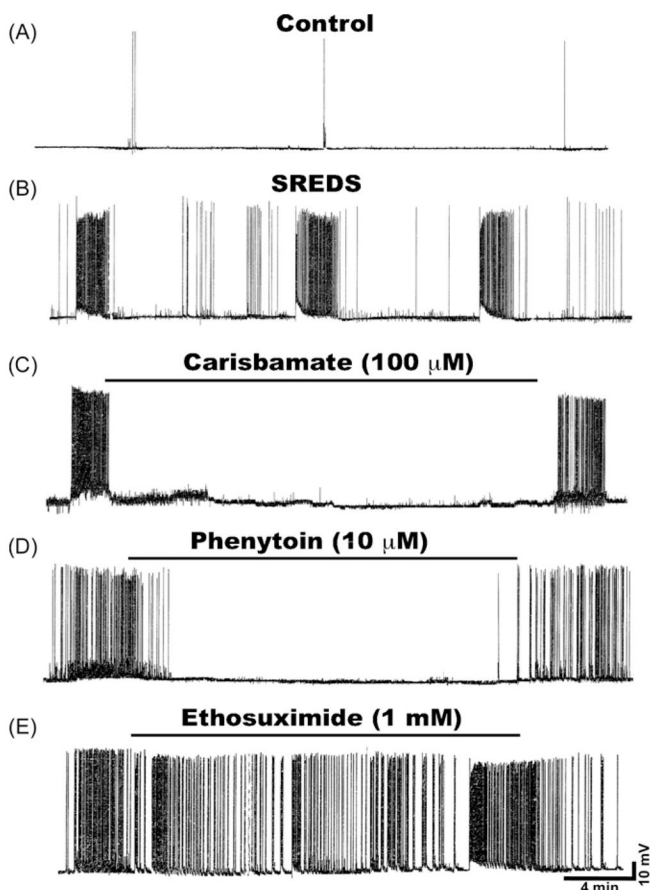 (A)
Control
(B)
SREDS
(C)
Carisbamate (100 μM)
(D)
Phenytoin (10 μM)
(E)
Ethosuximide (1 mM)
4 min
10 mV